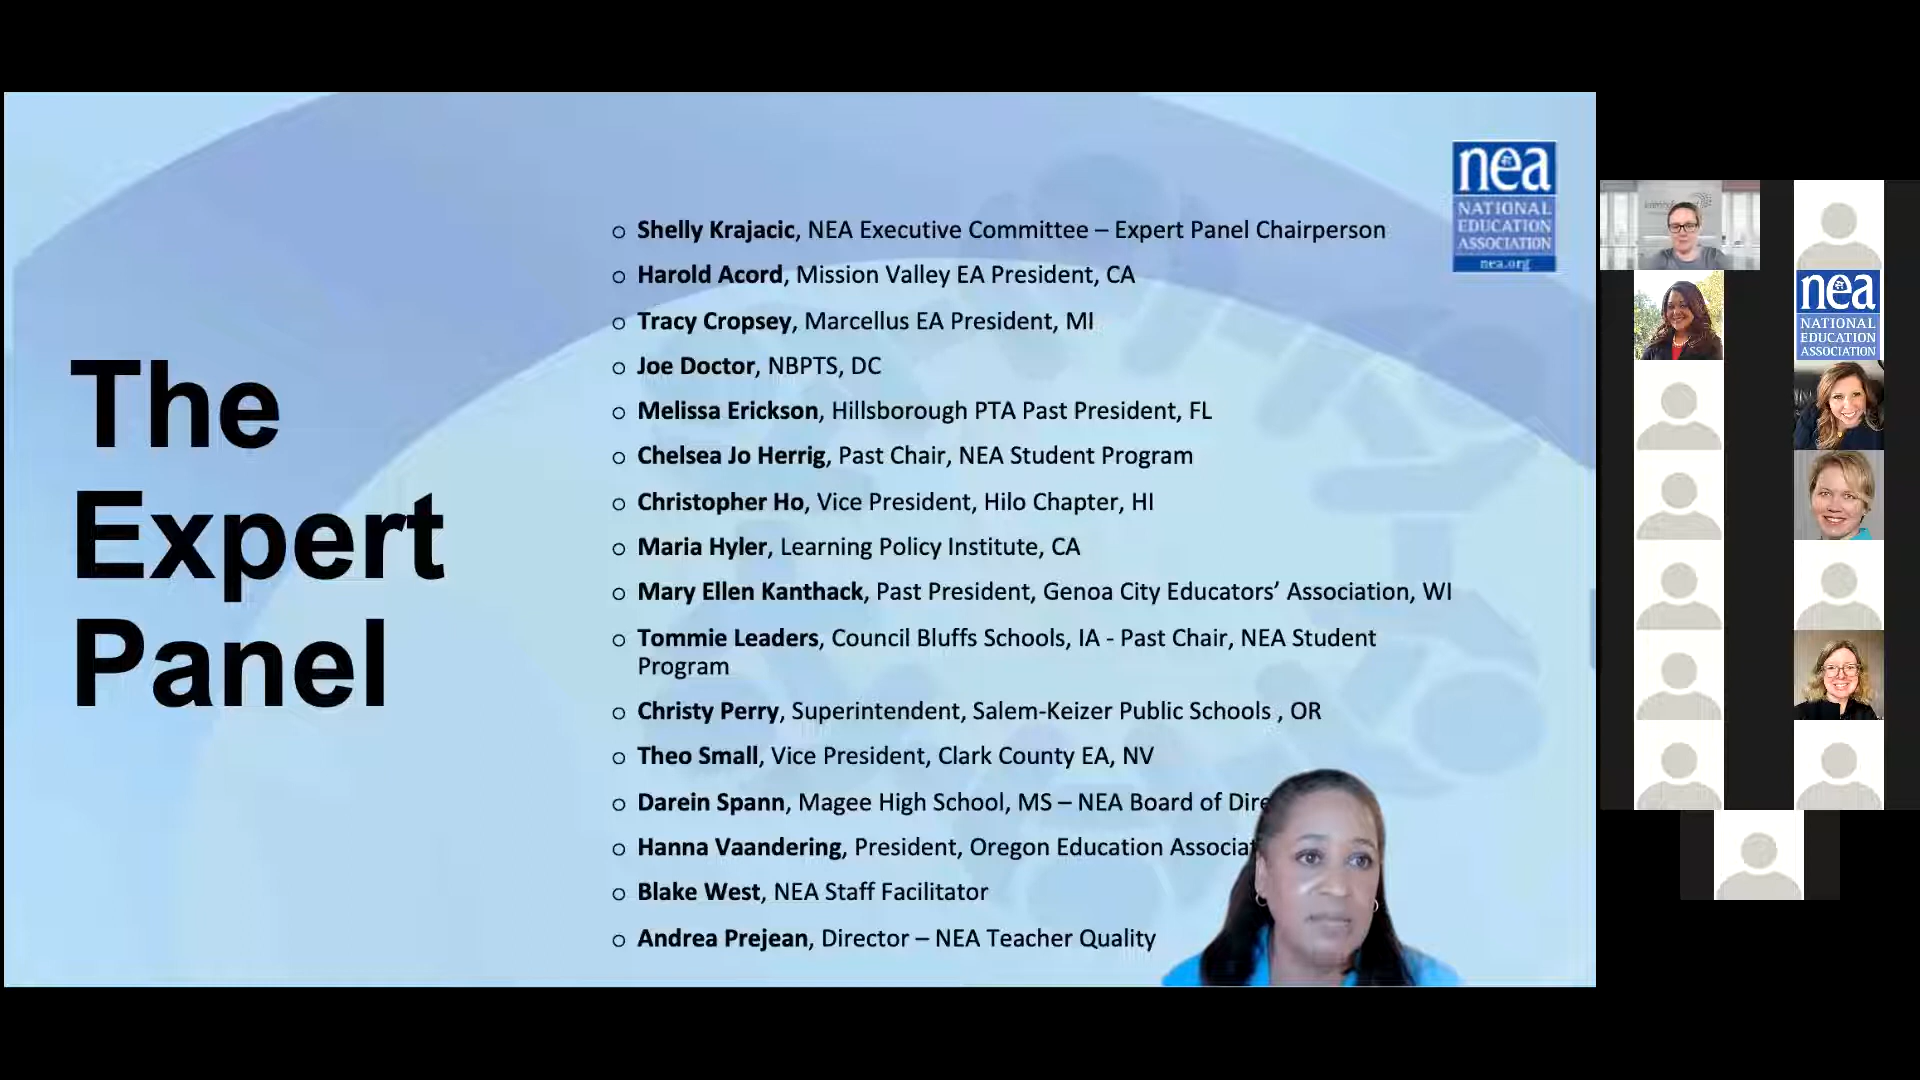 The
Expert
Panel
nea
NATIONAL
EDUCATION
ASSOCIATION
nea.org
○ Shelly Krajacic, NEA Executive Committee – Expert Panel Chairperson
○ Harold Acord, Mission Valley EA President, CA
○ Tracy Cropsey, Marcellus EA President, MI
○ Joe Doctor, NBPTS, DC
○ Melissa Erickson, Hillsborough PTA Past President, FL
○ Chelsea Jo Herrig, Past Chair, NEA Student Program
○ Christopher Ho, Vice President, Hilo Chapter, HI
○ Maria Hyler, Learning Policy Institute, CA
○ Mary Ellen Kanthack, Past President, Genoa City Educators’ Association, WI
○ Tommie Leaders, Council Bluffs Schools, IA - Past Chair, NEA Student
Program
○ Christy Perry, Superintendent, Salem-Keizer Public Schools , OR
○ Theo Small, Vice President, Clark County EA, NV
○ Darein Spann, Magee High School, MS – NEA Board of
○ Hanna Vaandering, President, Oregon Education
○ Blake West, NEA Staff Facilitator
○ Andrea Prejean, Director – NEA Teacher Quality
nea
NATIONAL
EDUCATION
ASSOCIATION